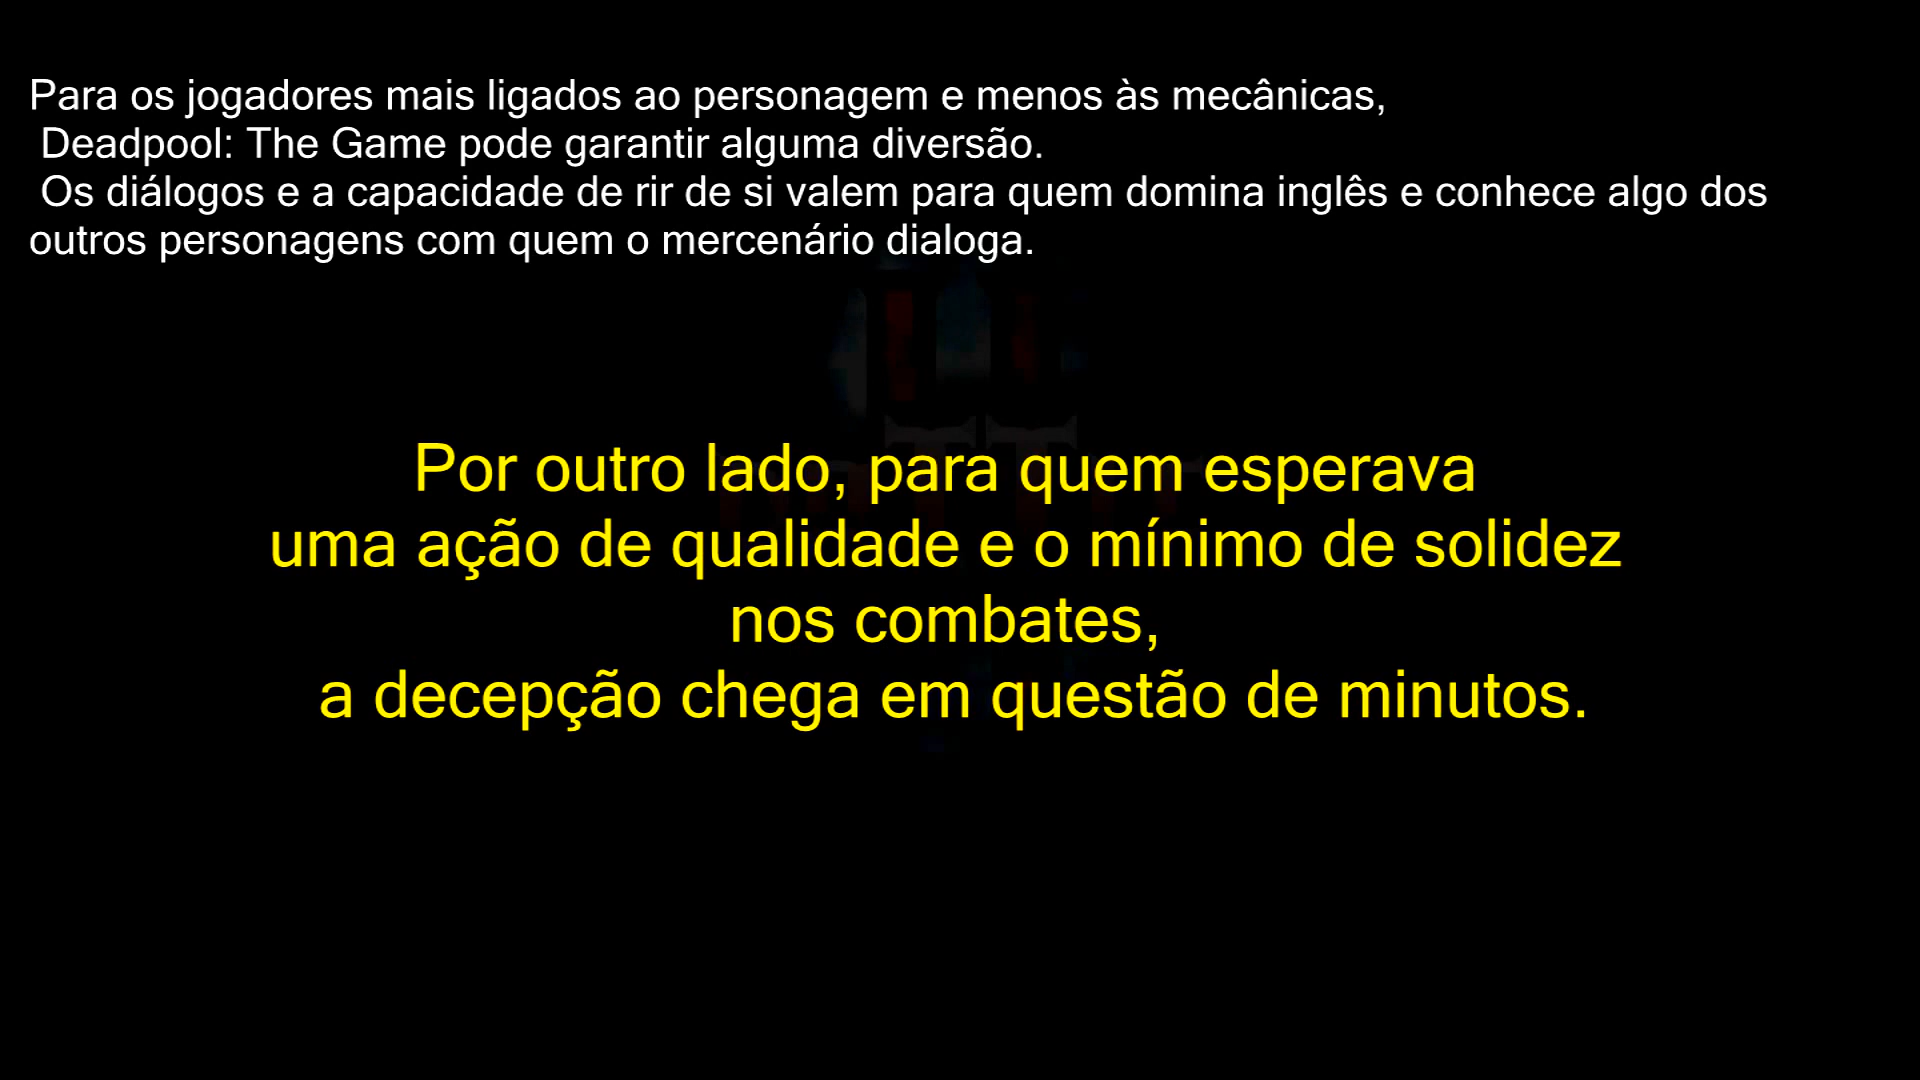 Para os jogadores mais ligados ao personagem e menos às mecânicas,
Deadpool: The Game pode garantir alguma diversão.
Os diálogos e a capacidade de rir de si valem para quem domina inglês e conhece algo dos
outros personagens com quem o mercenário dialoga.
Por outro lado, para quem esperava
uma ação de qualidade e o mínimo de solidez
nos combates,
a decepção chega em questão de minutos.